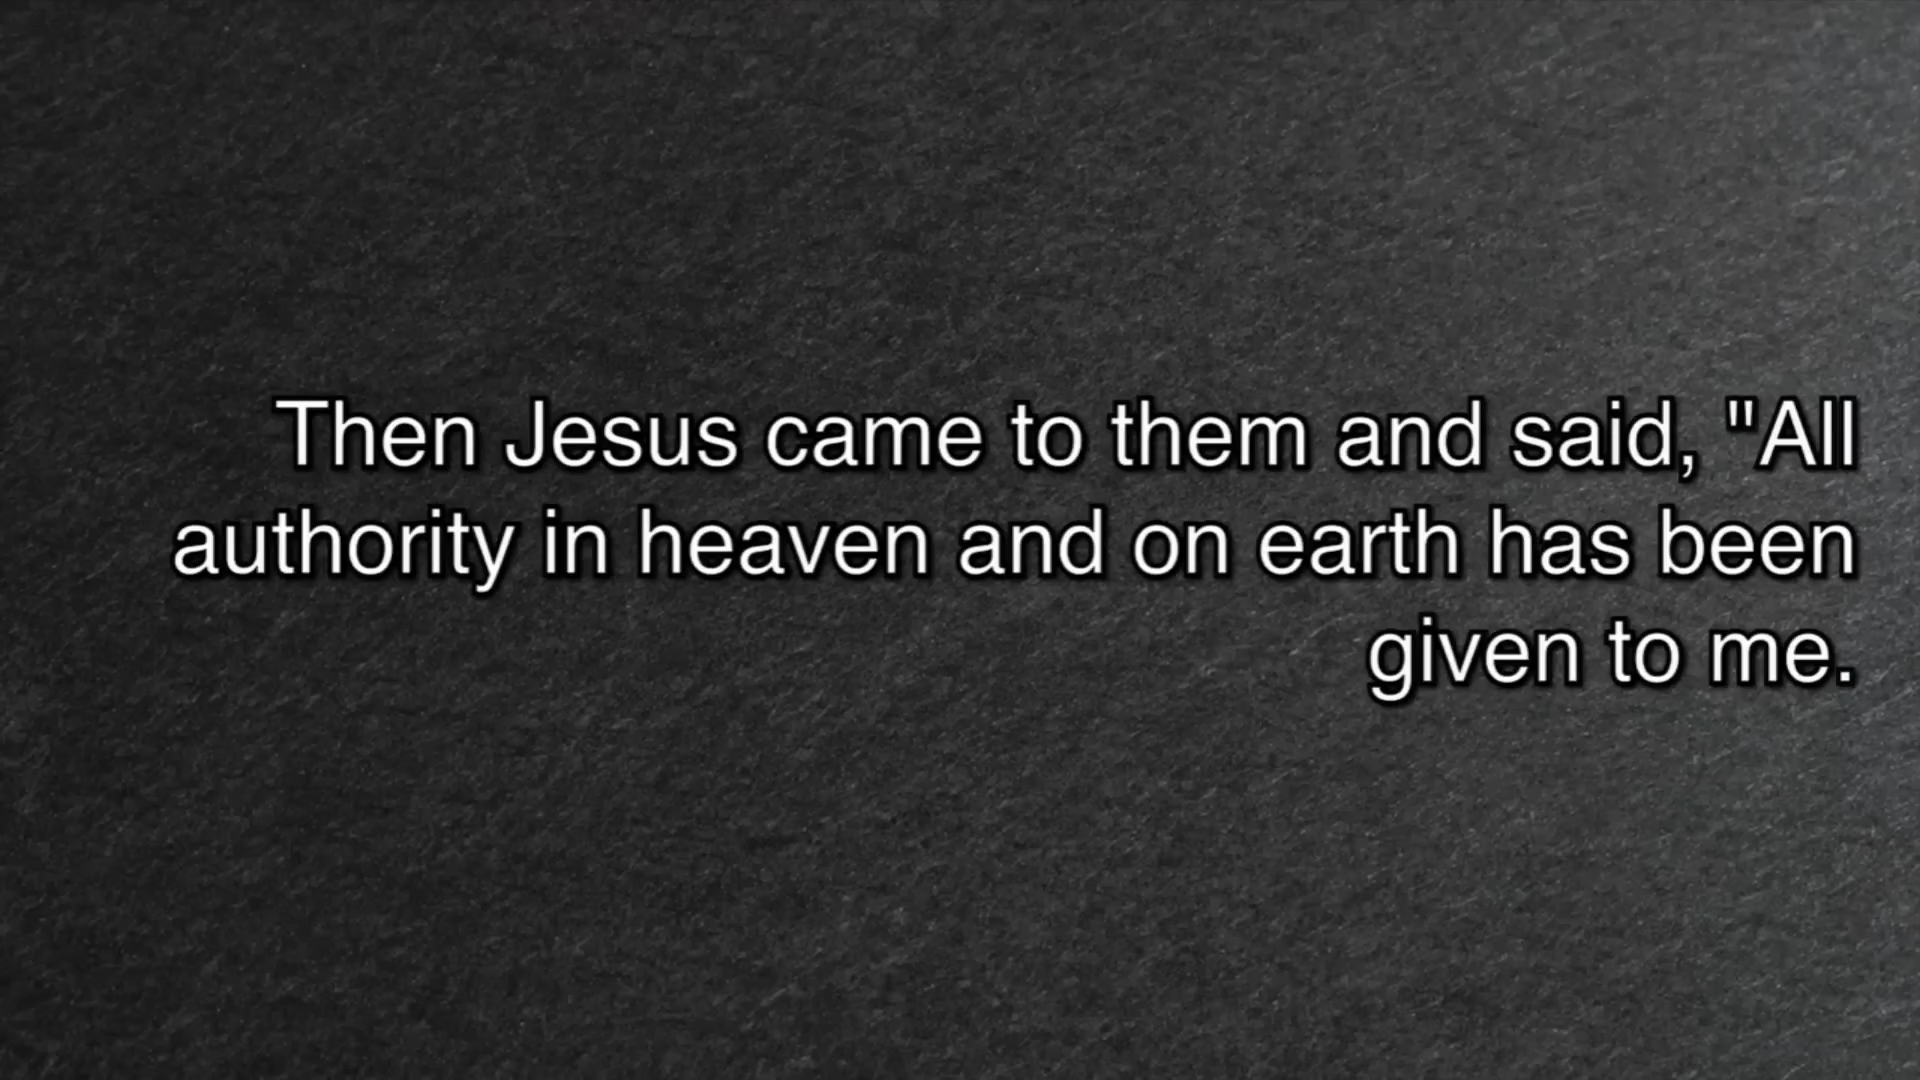 Then Jesus came to them and said, "All
authority in heaven and on earth has been
given to me.